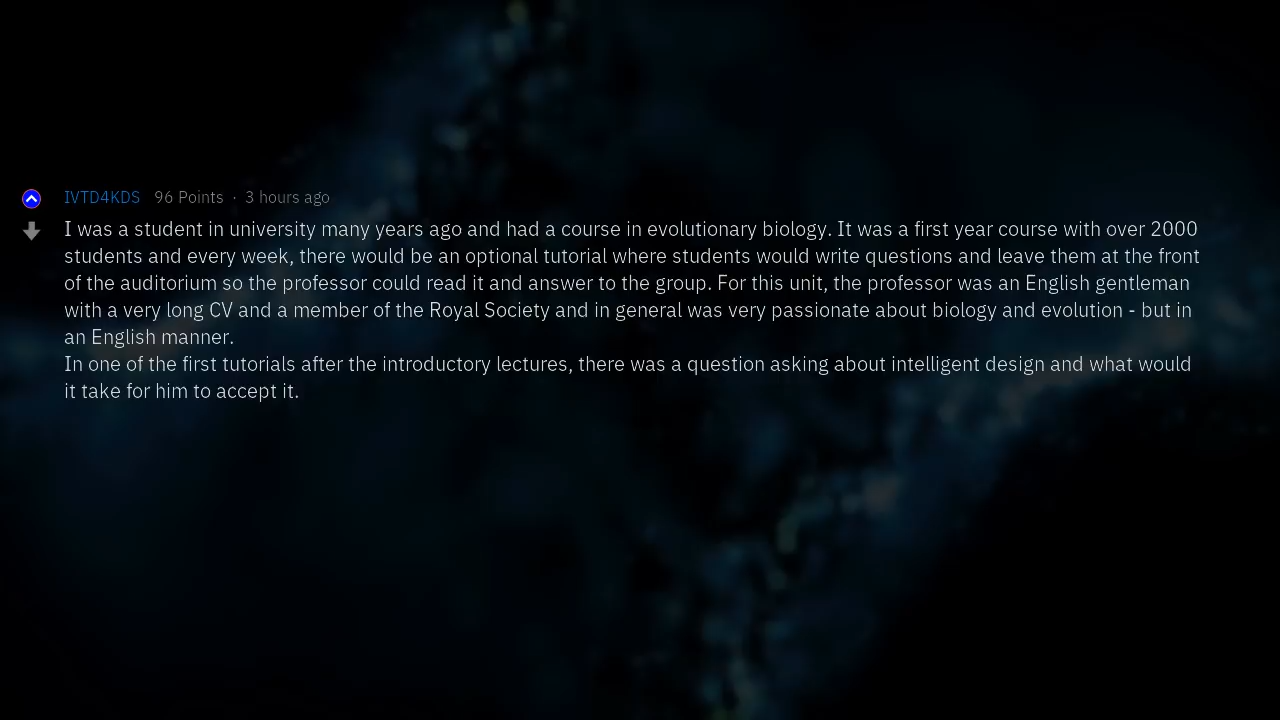 IVTD4KDS 96 Points · 3 hours ago
I was a student in university many years ago and had a course in evolutionary biology. It was a first year course with over 2000
students and every week, there would be an optional tutorial where students would write questions and leave them at the front
of the auditorium so the professor could read it and answer to the group. For this unit, the professor was an English gentleman
with a very long CV and a member of the Royal Society and in general was very passionate about biology and evolution - but in
an English manner.
In one of the first tutorials after the introductory lectures, there was a question asking about intelligent design and what would
it take for him to accept it.